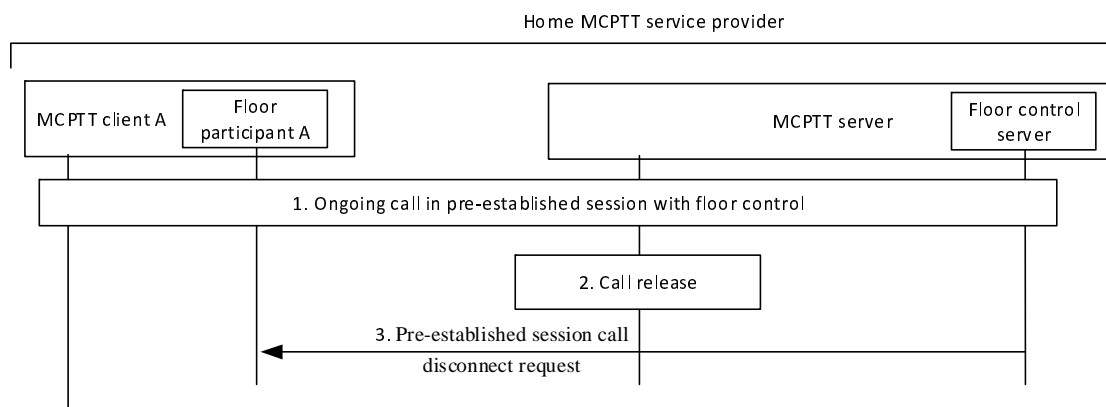 Home MCPTT service provider
MCPTT client A
Floor
participant A
MCPTT server
Floor control
server
1. Ongoing call in pre-established session with floor control
2. Call release
3. Pre-established session call
disconnect request